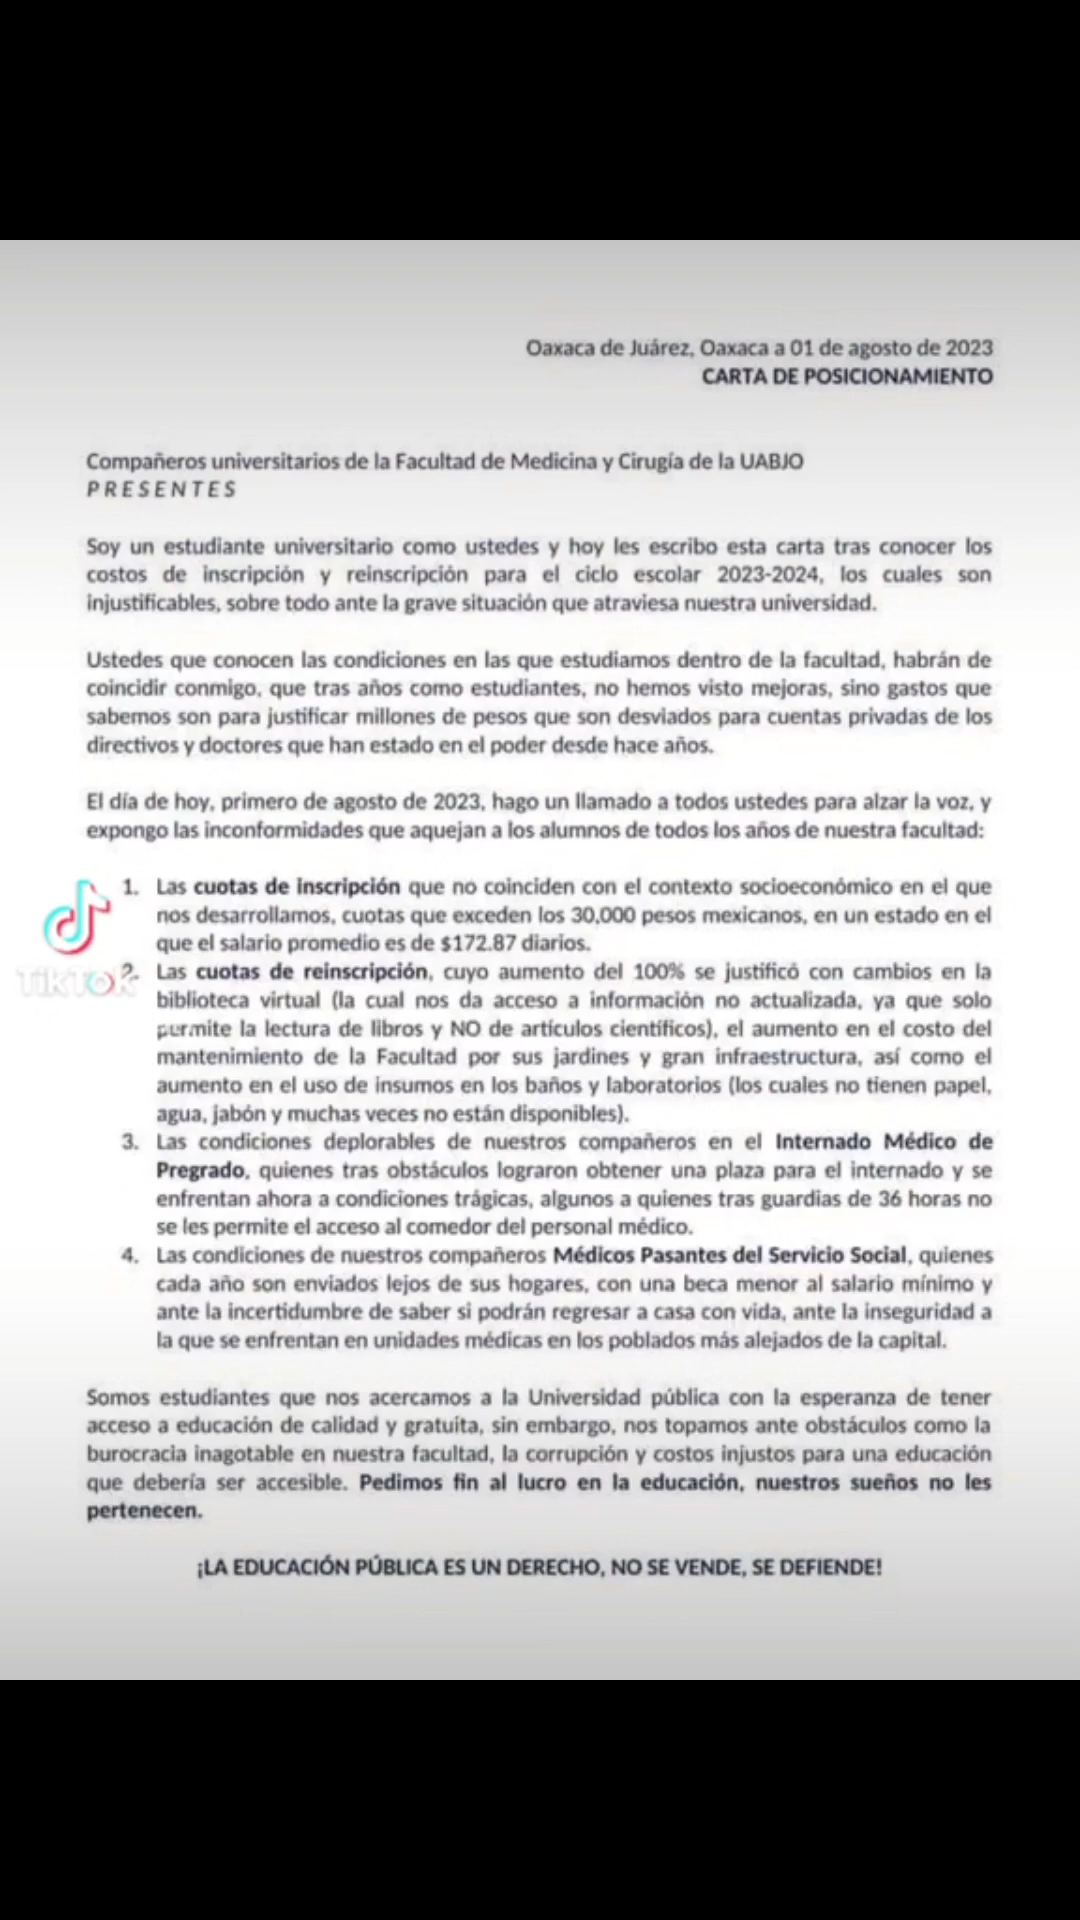 Oaxaca de Juárez, Oaxaca a 01 de agosto de 2023
CARTA DE POSICIONAMIENTO
Compañeros universitarios de la Facultad de Medicina y Cirugía de la UABJO
PRESENTES
Soy un estudiante universitario como ustedes y hoy les escribo esta carta tras conocer los
costos de inscripción y reinscripción para el ciclo escolar 2023-2024, los cuales son
injustificables, sobre todo ante la grave situación que atraviesa nuestra universidad.
Ustedes que conocen las condiciones en las que estudiamos dentro de la facultad, habrán de
coincidir conmigo, que tras años como estudiantes, no hemos visto mejoras, sino gastos que
sabemos son para justificar millones de pesos que son desviados para cuentas privadas de los
directivos y doctores que han estado en el poder desde hace años.
El día de hoy, primero de agosto de 2023, hago un llamado a todos ustedes para alzar la voz, y
expongo las inconformidades que aquejan a los alumnos de todos los años de nuestra facultad:
1. Las cuotas de inscripción que no coinciden con el contexto socioeconómico en el que
nos desarrollamos, cuotas que exceden los 30,000 pesos mexicanos, en un estado en el
que el salario promedio es de $172.87 diarios.
2. Las cuotas de reinscripción, cuyo aumento del 100% se justificó con cambios en la
biblioteca virtual (la cual nos da acceso a información no actualizada, ya que solo
permite la lectura de libros y NO de artículos científicos), el aumento en el costo del
mantenimiento de la Facultad por sus jardines y gran infraestructura, así como el
aumento en el uso de insumos en los baños y laboratorios (los cuales no tienen papel,
agua, jabón y muchas veces no están disponibles).
3. Las condiciones deplorables de nuestros compañeros en el Internado Médico de
Pregrado, quienes tras obstáculos lograron obtener una plaza para el internado y se
enfrentan ahora a condiciones trágicas, algunos a quienes tras guardias de 36 horas no
se les permite el acceso al comedor del personal médico.
4. Las condiciones de nuestros compañeros Médicos Pasantes del Servicio Social, quienes
cada año son enviados lejos de sus hogares, con una beca menor al salario mínimo y
ante la incertidumbre de saber si podrán regresar a casa con vida, ante la inseguridad a
la que se enfrentan en unidades médicas en los poblados más alejados de la capital.
Somos estudiantes que nos acercamos a la Universidad pública con la esperanza de tener
acceso a educación de calidad y gratuita, sin embargo, nos topamos ante obstáculos como la
burocracia inagotable en nuestra facultad, la corrupción y costos injustos para una educación
que debería ser accesible. Pedimos fin al lucro en la educación, nuestros sueños no les
pertenecen.
¡LA EDUCACIÓN PÚBLICA ES UN DERECHO, NO SE VENDE, SE DEFIENDE!
TikTok